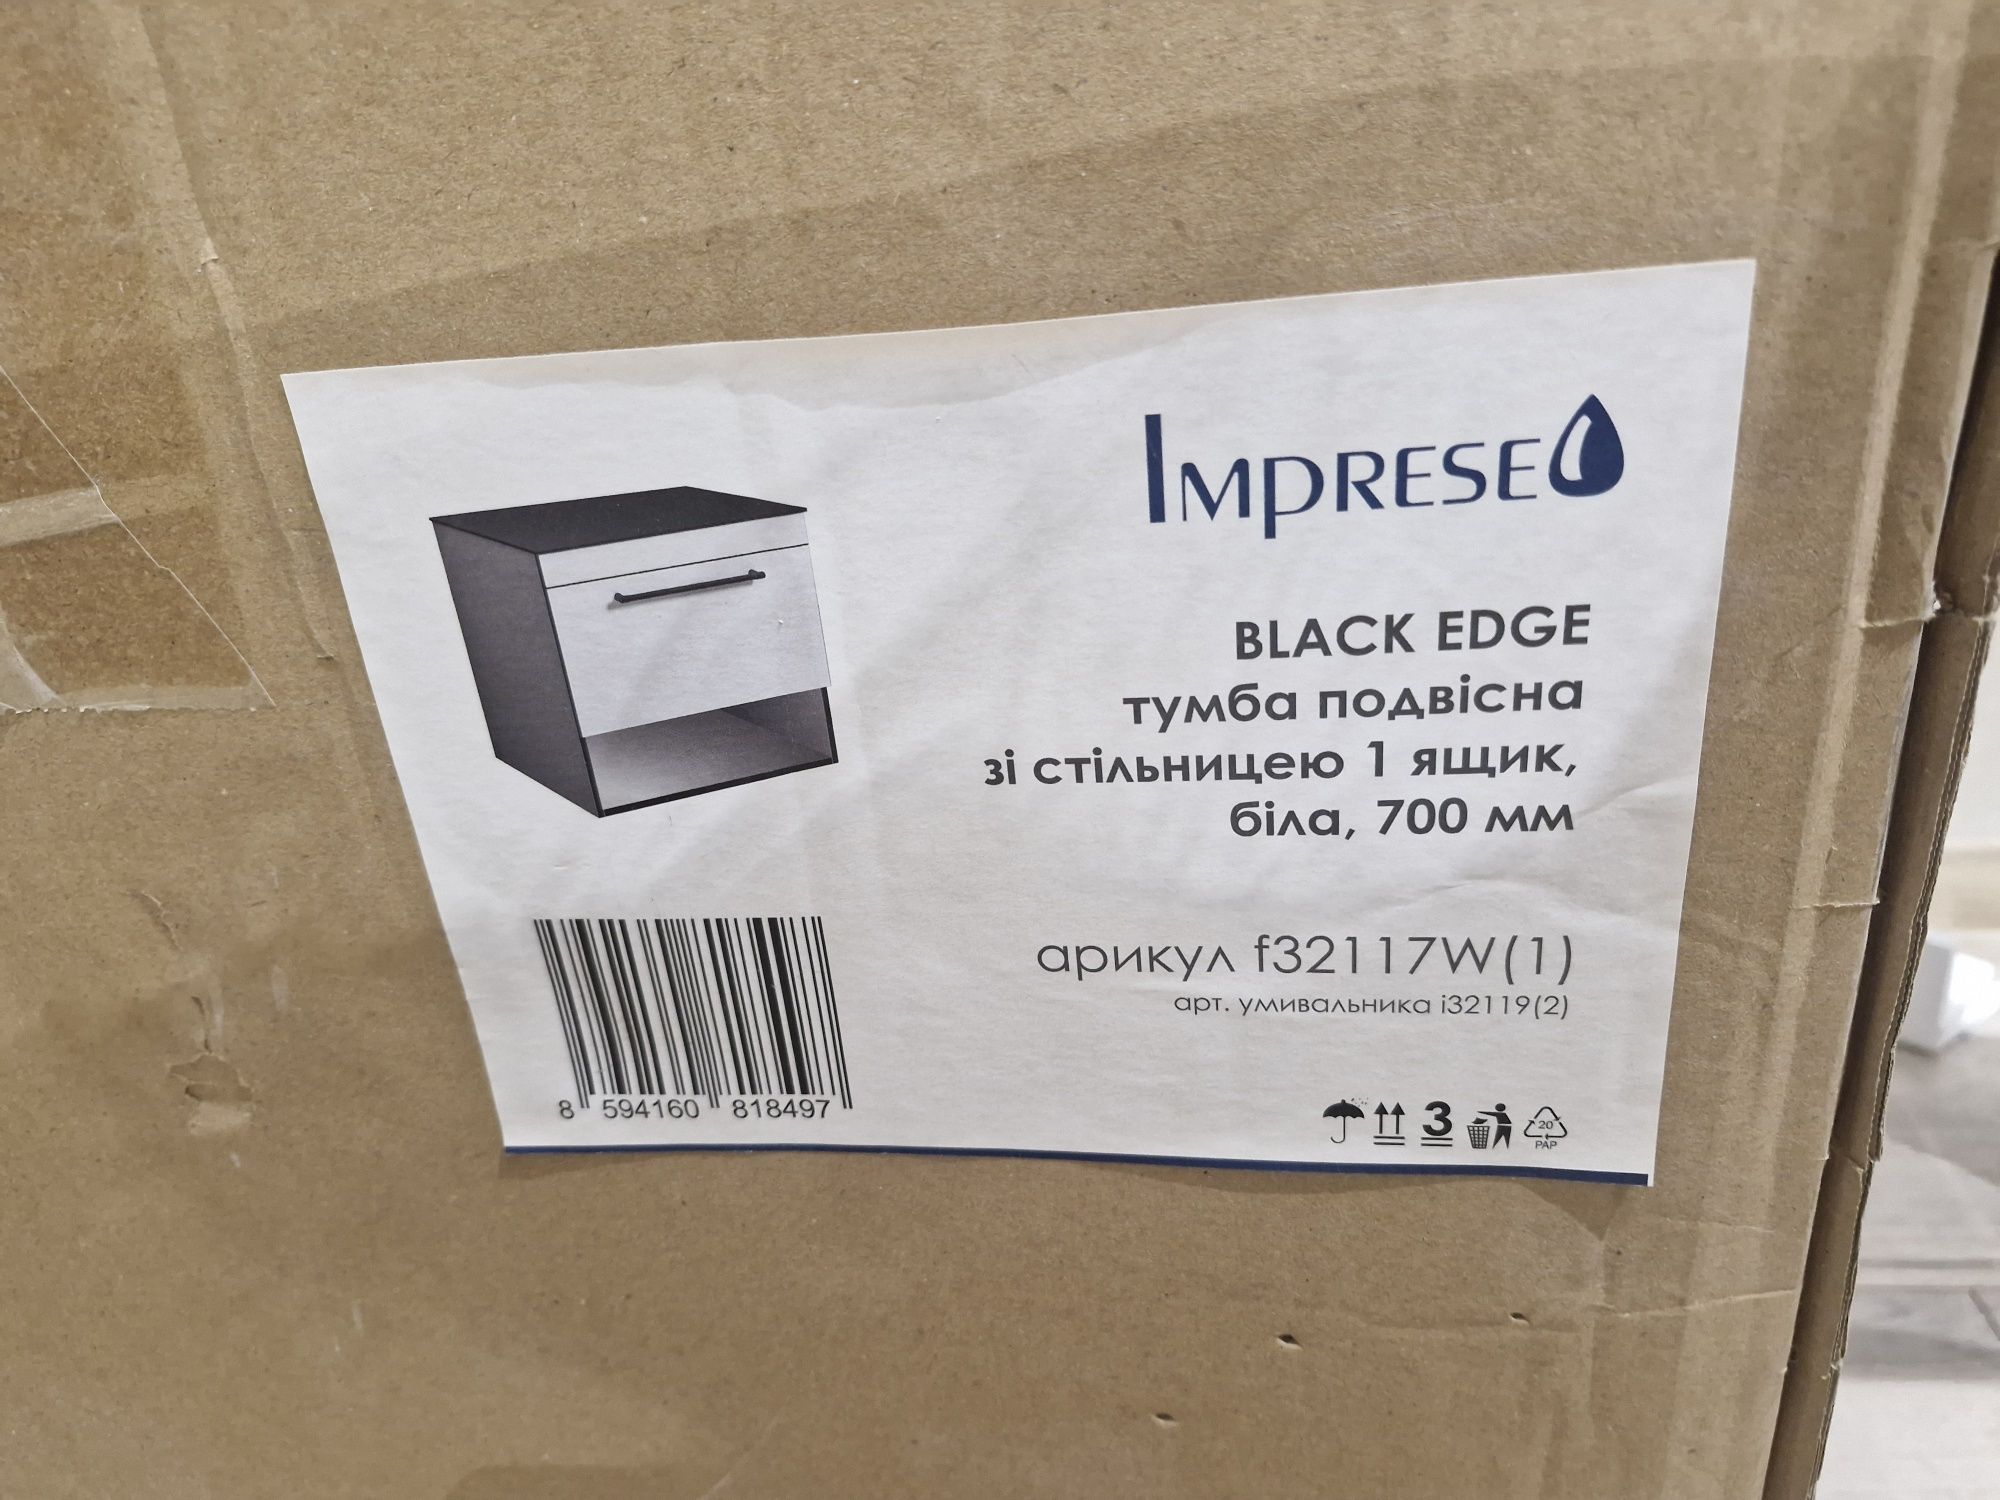 IMPRESE
BLACK EDGE
тумба подвісна
зі стільницею 1 ящик,
біла, 700 мм
арикул f32117W(1)
арт. умивальника i32119(2)
8 594160 818497
3
20
PAP